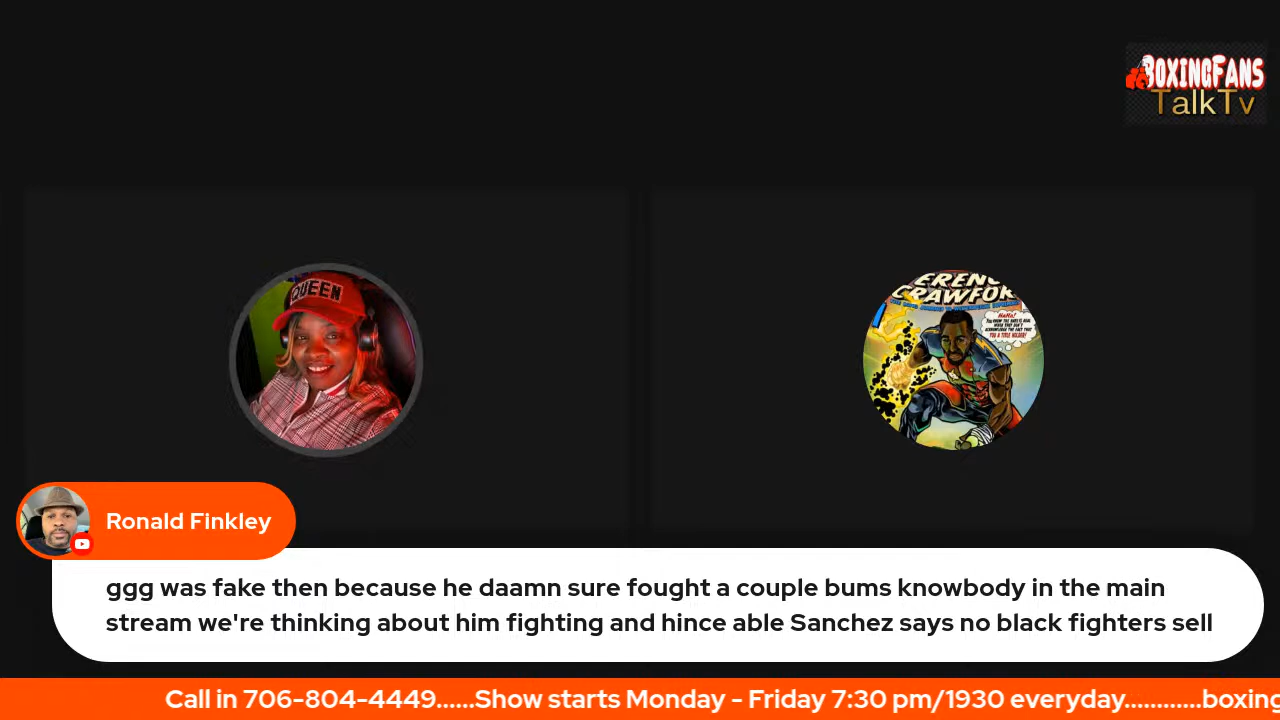 BOXINGFANS
TalkTv
QUEEN
ERENC
CRAWFOR
Ronald Finkley
ggg was fake then because he daamn sure fought a couple bums knowbody in the main
stream we're thinking about him fighting and hince able Sanchez says no black fighters sell
Call in 706-804-4449......Show starts Monday - Friday 7:30 pm/1930 everyday............boxing